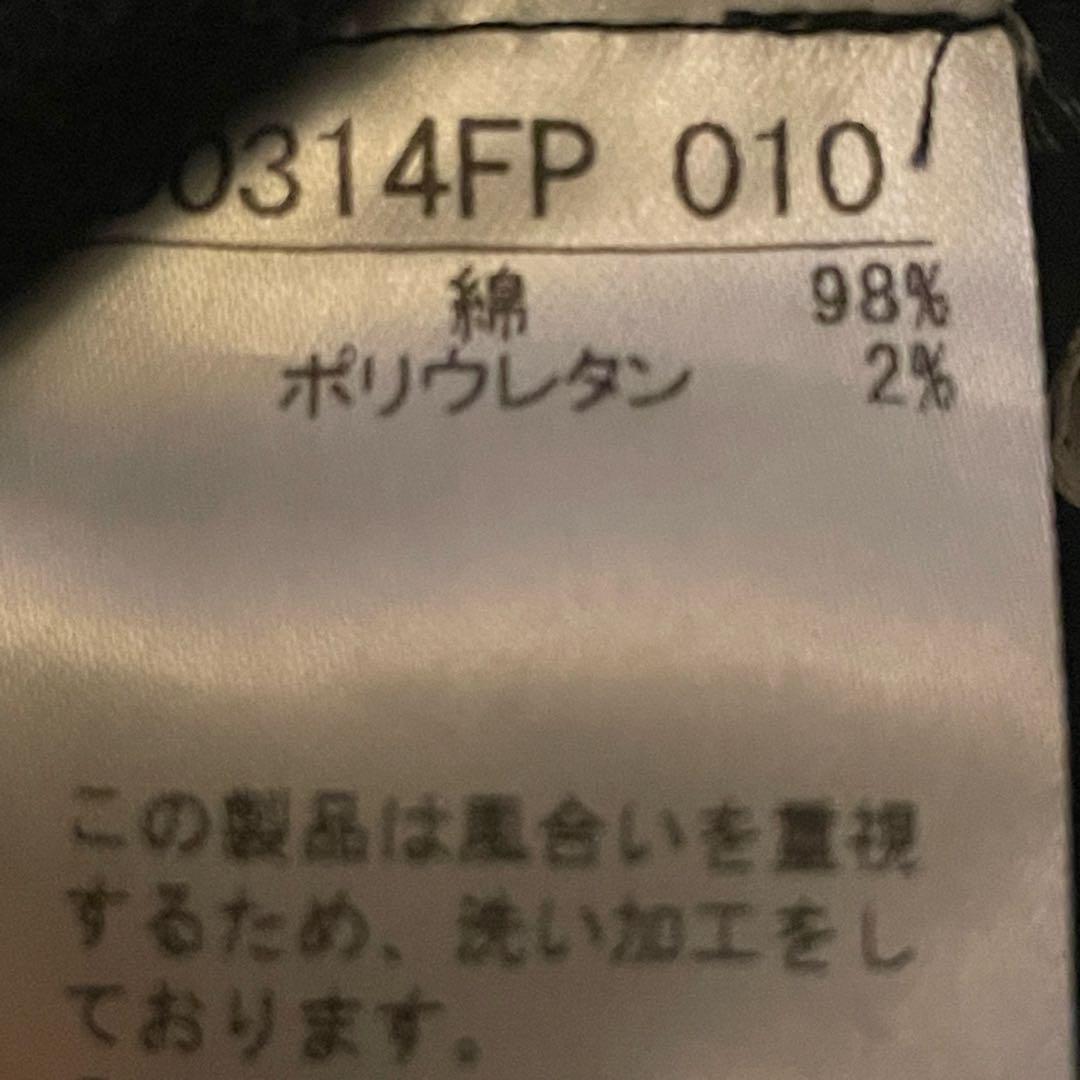 0314FP 010
綿 98%
ポリウレタン 2%
この製品は風合いを重視
するため、洗い加工をし
ております。